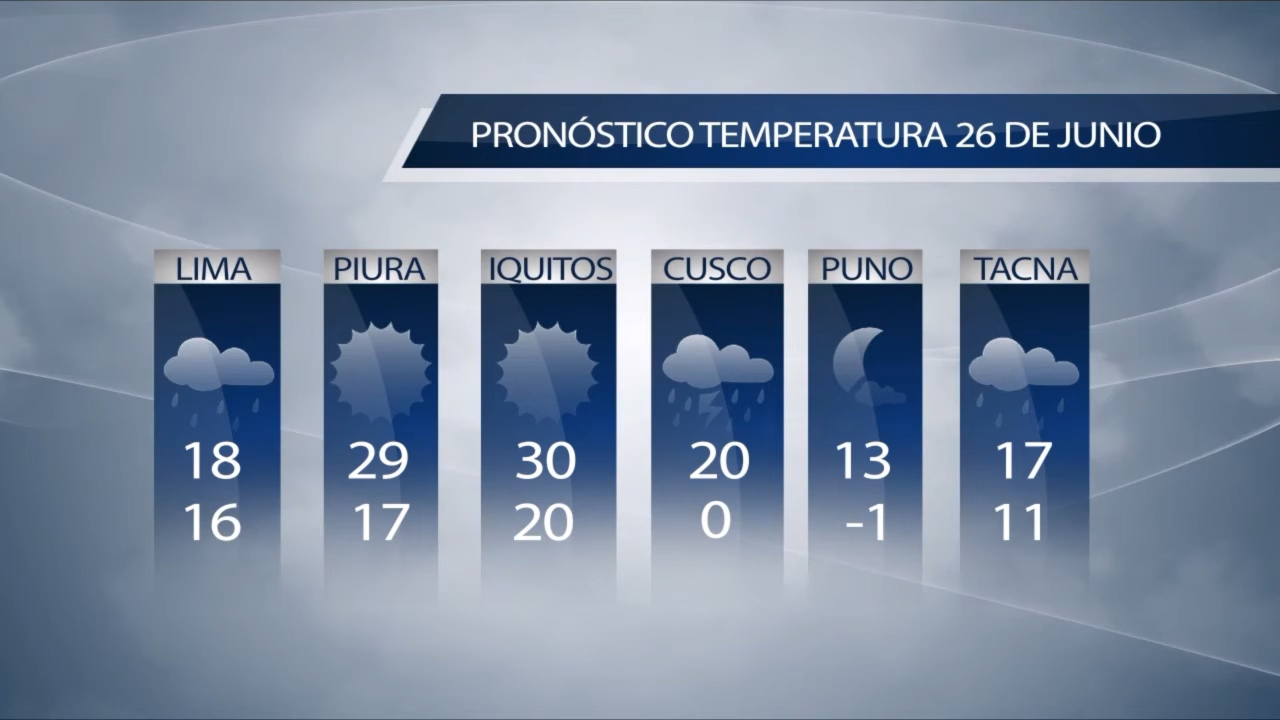 PRONÓSTICO TEMPERATURA 26 DE JUNIO
LIMA PIURA IQUITOS CUSCO PUNO TACNA
18 29 30 20 13 17
16 17 20 0 -1 11